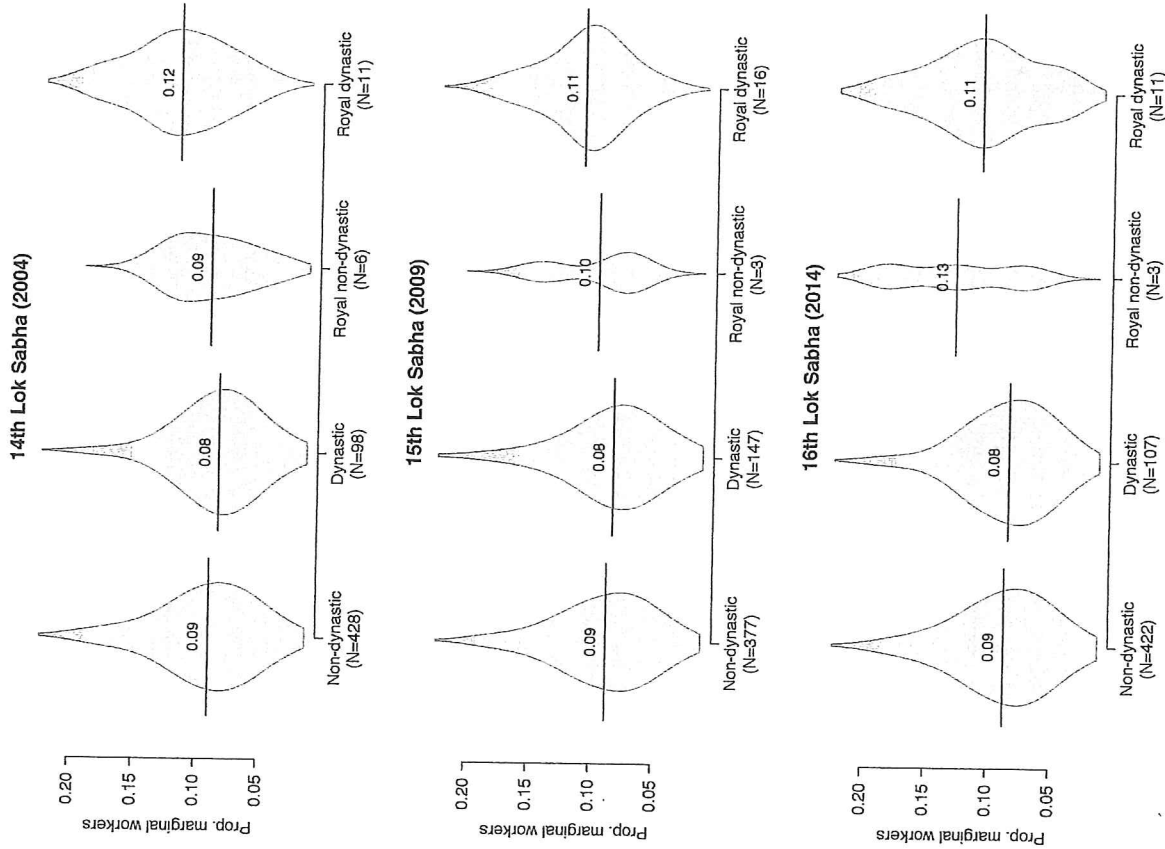 14th Lok Sabha (2004)
Prop. marginal workers
0.20
0.15
0.10
0.05
0.09
0.08
0.09
0.12
Non-dynastic
(N=428)
Dynastic
(N=98)
Royal non-dynastic
(N=6)
Royal dynastic
(N=11)
15th Lok Sabha (2009)
Prop. marginal workers
0.20
0.15
0.10
0.05
0.09
0.08
0.10
0.11
Non-dynastic
(N=377)
Dynastic
(N=147)
Royal non-dynastic
(N=3)
Royal dynastic
(N=16)
16th Lok Sabha (2014)
Prop. marginal workers
0.20
0.15
0.10
0.05
0.09
0.08
0.13
0.11
Non-dynastic
(N=422)
Dynastic
(N=107)
Royal non-dynastic
(N=3)
Royal dynastic
(N=11)